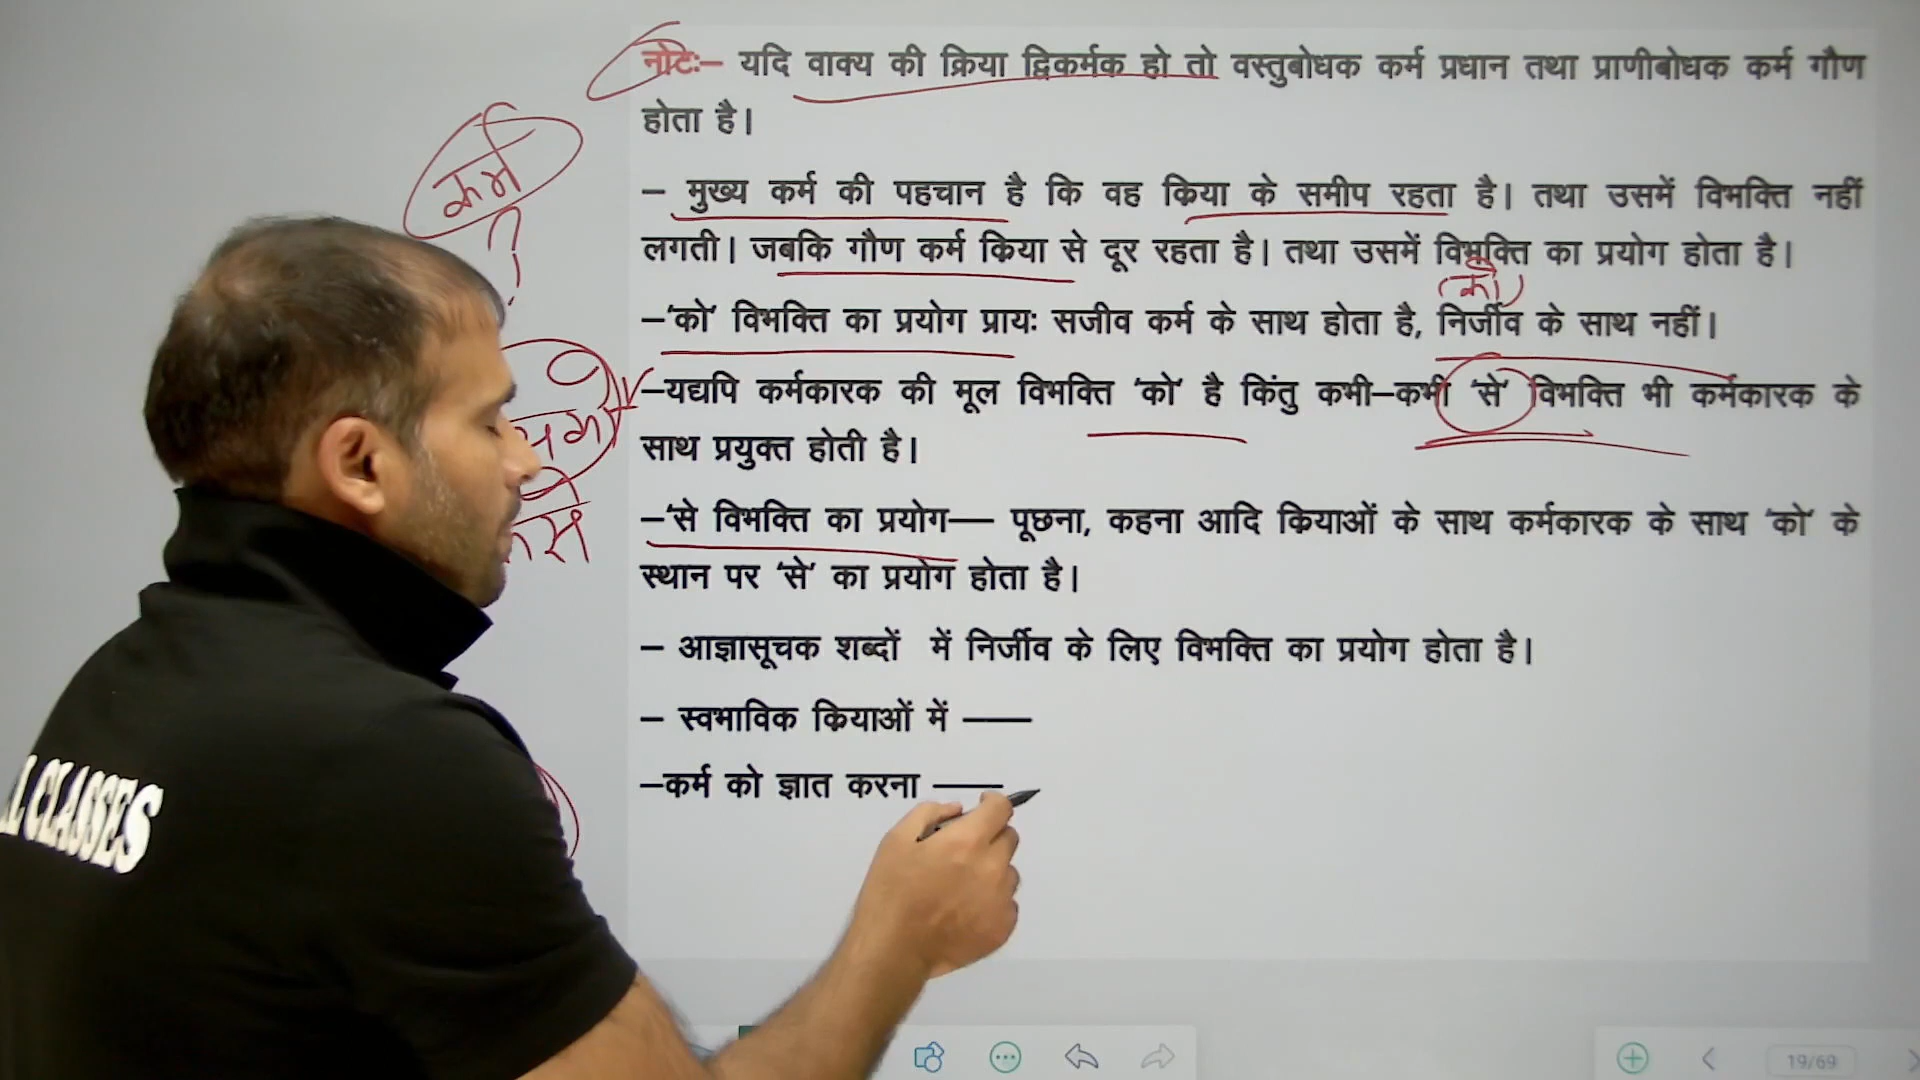 नोटः— यदि वाक्य की क्रिया द्विकर्मक हो तो वस्तुबोधक कर्म प्रधान तथा प्राणीबोधक कर्म गौण
होता है।
कर्म
— मुख्य कर्म की पहचान है कि वह क्रिया के समीप रहता है। तथा उसमें विभक्ति नहीं
लगती। जबकि गौण कर्म क्रिया से दूर रहता है। तथा उसमें विभक्ति का प्रयोग होता है।
(को)
—'को' विभक्ति का प्रयोग प्रायः सजीव कर्म के साथ होता है, निर्जीव के साथ नहीं।
—यद्यपि कर्मकारक की मूल विभक्ति 'को' है किंतु कभी—कभी 'से' विभक्ति भी कर्मकारक के
साथ प्रयुक्त होती है।
—'से विभक्ति का प्रयोग— पूछना, कहना आदि क्रियाओं के साथ कर्मकारक के साथ 'को' के
स्थान पर 'से' का प्रयोग होता है।
— आज्ञासूचक शब्दों में निर्जीव के लिए विभक्ति का प्रयोग होता है।
— स्वभाविक क्रियाओं में ——
—कर्म को ज्ञात करना ——
L CLASSES
19/69